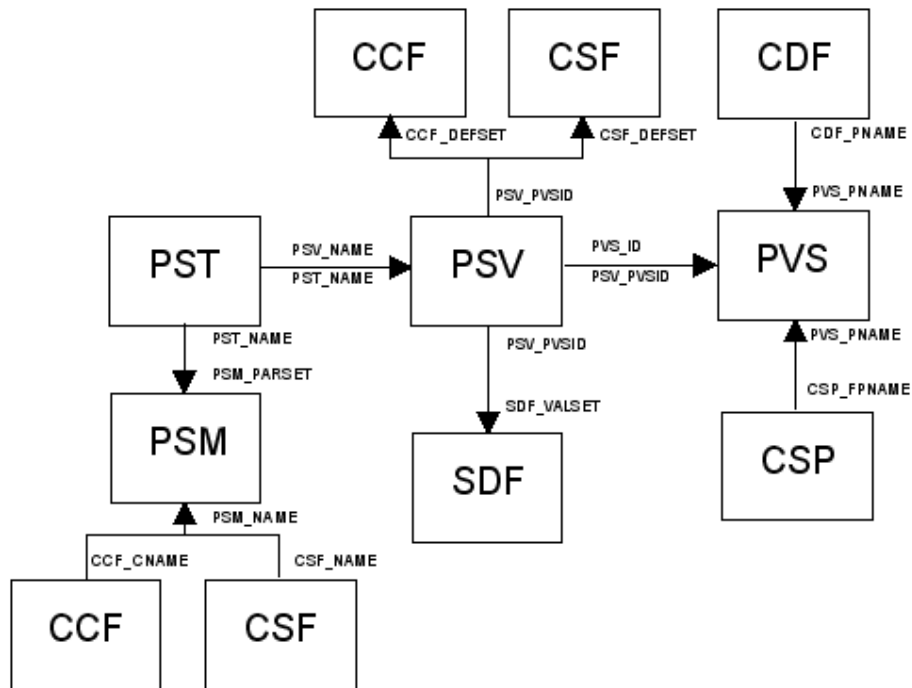 CCF
CSF
CDF
CCF_DEFSET
CSF_DEFSET
CDF_PNAME
PSV_PVSID
PVS_PNAME
PST
PSV_NAME
PST_NAME
PSV
PVS_ID
PSV_PVSID
PVS
PST_NAME
PSM_PARSET
PSV_PVSID
SDF_VALSET
PVS_PNAME
CSP_FPNAME
PSM
SDF
CSP
PSM_NAME
CCF_CNAME
CSF_NAME
CCF
CSF